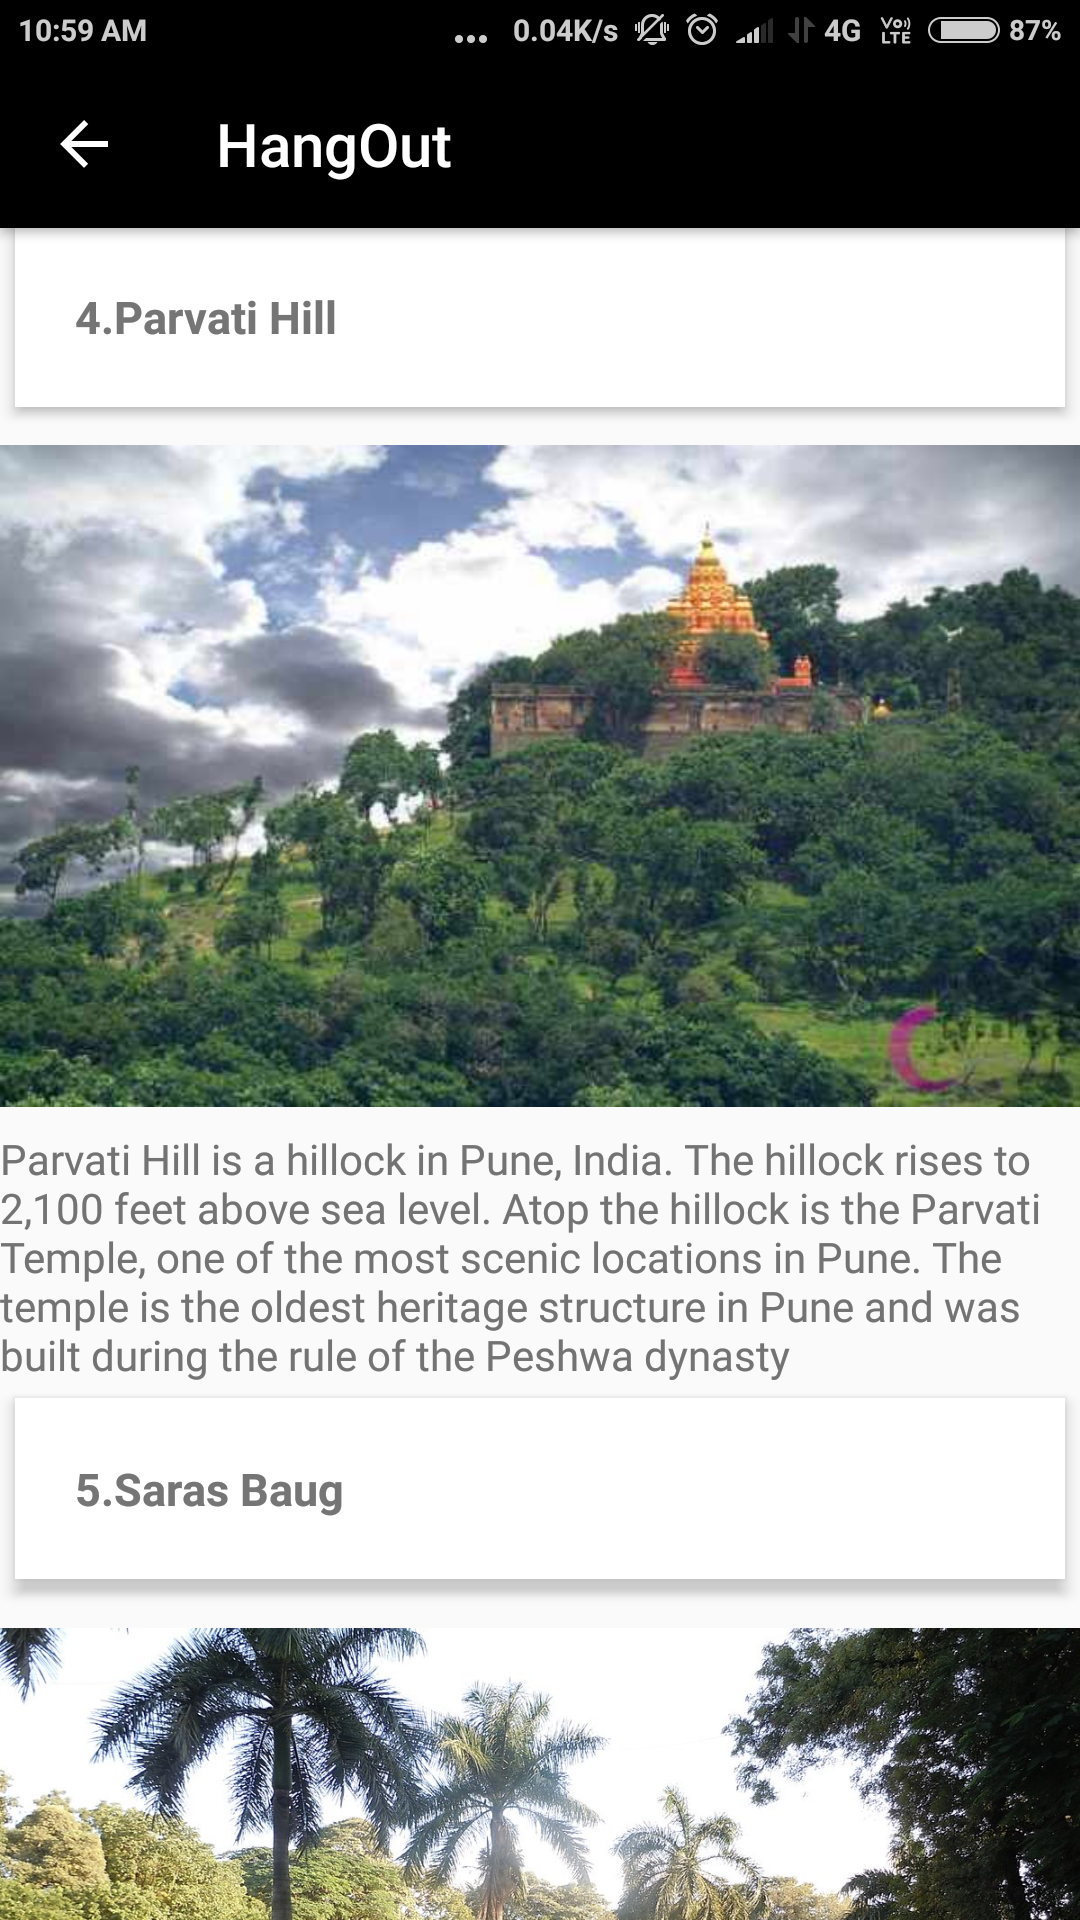 10:59 AM ... 0.04K/s 4G VoLTE 87%
HangOut
4.Parvati Hill
Parvati Hill is a hillock in Pune, India. The hillock rises to
2,100 feet above sea level. Atop the hillock is the Parvati
Temple, one of the most scenic locations in Pune. The
temple is the oldest heritage structure in Pune and was
built during the rule of the Peshwa dynasty
5.Saras Baug